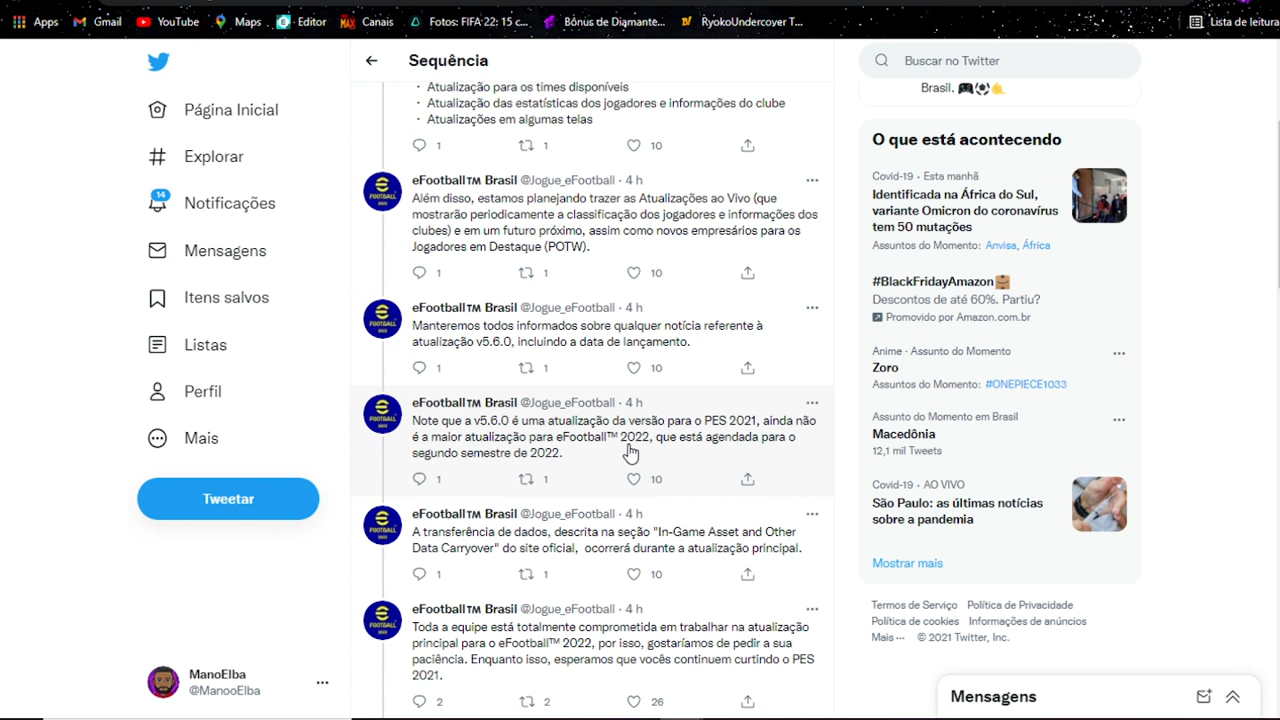 Apps
Gmail
YouTube
Maps
Editor
MAX
Canais
Fotos: FIFA 22: 15 c...
Bônus de Diamante...
RyokoUndercover T...
Lista de leitura
Página Inicial
Explorar
14
Notificações
Mensagens
Itens salvos
Listas
Perfil
Mais
Tweetar
ManoElba
@ManooElba
Sequência
· Atualização para os times disponíveis
· Atualização das estatísticas dos jogadores e informações do clube
· Atualizações em algumas telas
1 1 10
eFootball™ Brasil @Jogue_eFootball · 4 h
Além disso, estamos planejando trazer as Atualizações ao Vivo (que
mostrarão periodicamente a classificação dos jogadores e informações dos
clubes) e em um futuro próximo, assim como novos empresários para os
Jogadores em Destaque (POTW).
1 1 10
eFootball™ Brasil @Jogue_eFootball · 4 h
Manteremos todos informados sobre qualquer notícia referente à
atualização v5.6.0, incluindo a data de lançamento.
1 1 10
eFootball™ Brasil @Jogue_eFootball · 4 h
Note que a v5.6.0 é uma atualização da versão para o PES 2021, ainda não
é a maior atualização para eFootball™ 2022, que está agendada para o
segundo semestre de 2022.
1 1 10
eFootball™ Brasil @Jogue_eFootball · 4 h
A transferência de dados, descrita na seção "In-Game Asset and Other
Data Carryover" do site oficial, ocorrerá durante a atualização principal.
1 1 10
eFootball™ Brasil @Jogue_eFootball · 4 h
Toda a equipe está totalmente comprometida em trabalhar na atualização
principal para o eFootball™ 2022, por isso, gostaríamos de pedir a sua
paciência. Enquanto isso, esperamos que vocês continuem curtindo o PES
2021.
2 2 26
Buscar no Twitter
Brasil. 🎮⚽🤙
O que está acontecendo
Covid-19 · Esta manhã
Identificada na África do Sul,
variante Omicron do coronavírus
tem 50 mutações
Assuntos do Momento: Anvisa, África
#BlackFridayAmazon
Descontos de até 60%. Partiu?
Promovido por Amazon.com.br
Anime · Assunto do Momento
Zoro
Assuntos do Momento: #ONEPIECE1033
Assunto do Momento em Brasil
Macedônia
12,1 mil Tweets
Covid-19 · AO VIVO
São Paulo: as últimas notícias
sobre a pandemia
Mostrar mais
Termos de Serviço Política de Privacidade
Política de cookies Informações de anúncios
Mais ··· © 2021 Twitter, Inc.
Mensagens